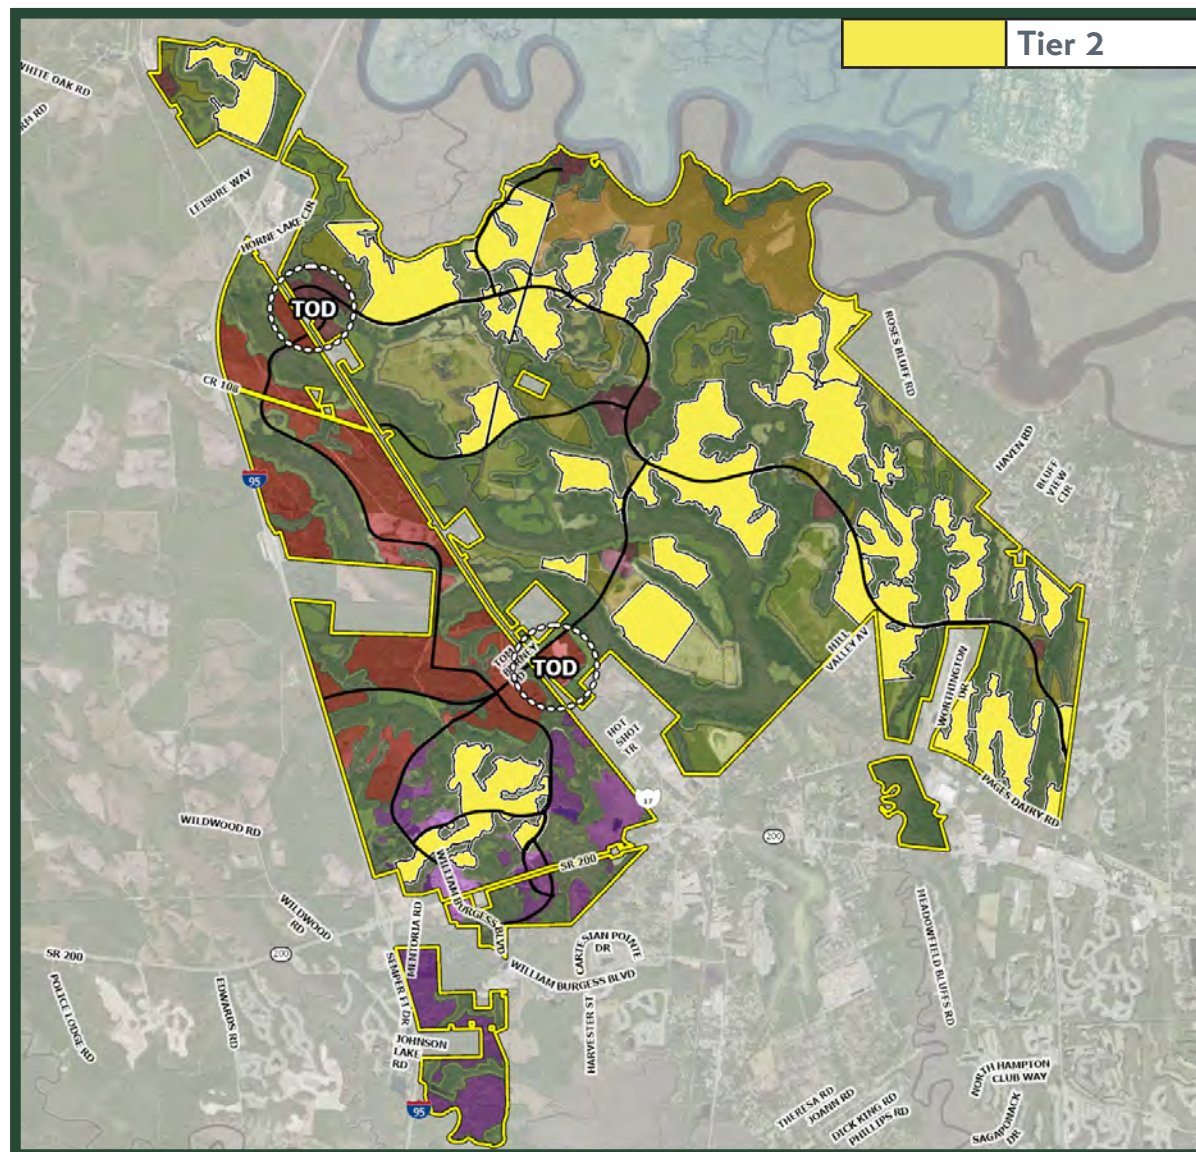 Tier 2
WHITE OAK RD
RD
LEISURE WAY
HORNE LAKE CIR
TOD
ROSES BLUFF RD
CR 108
HAVEN RD
BLUFF
VIEW
CIR
95
HILL
VALLEY AV
TOM
RD
TOD
WORTHINGTON
DR
HOT
SHOT
TR
17
PAGES DAIRY RD
WILDWOOD RD
200
SR 200
WILLIAM BURGESS BLVD
WILDWOOD
RD
MENTORIA RD
MEADOWFIELD BLUFFS RD
CARTESIAN POINTE
DR
SR 200
200
SEMPER FI DR
WILLIAM BURGESS BLVD
POLICE LODGE RD
EDWARDS RD
HARVESTER ST
JOHNSON
LAKE
RD
NORTH HAMPTON
CLUB WAY
THERESA RD
JOANN RD
DICK KING RD
PHILLIPS RD
SAGAPONACK
DR
95